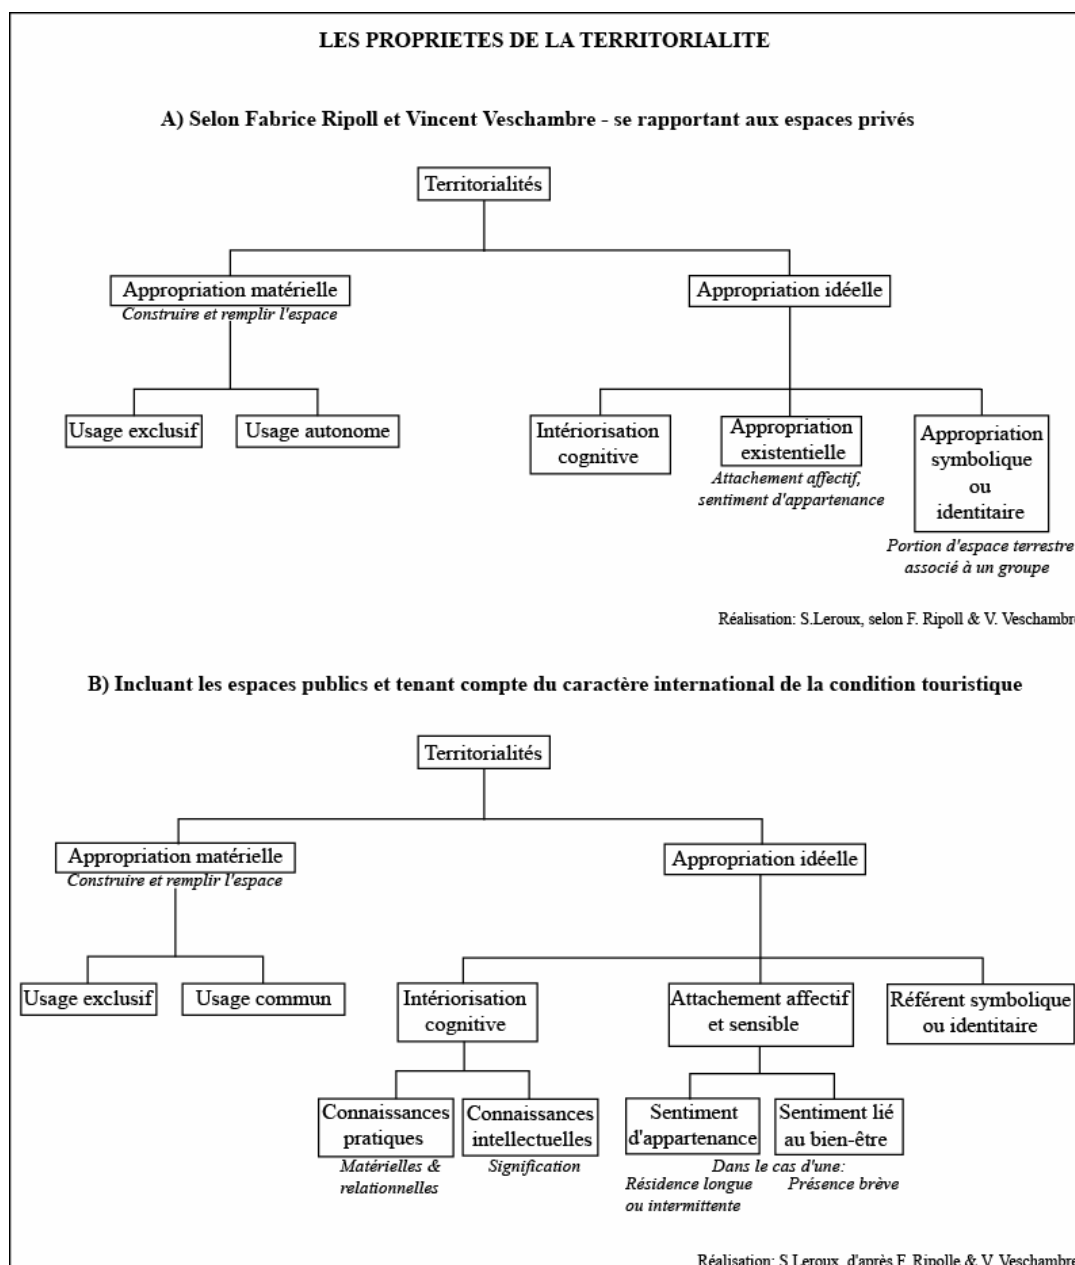 LES PROPRIETES DE LA TERRITORIALITE
A) Selon Fabrice Ripoll et Vincent Veschambre - se rapportant aux espaces privés
Territorialités
Appropriation matérielle
Construire et remplir l'espace
Appropriation idéelle
Usage exclusif
Usage autonome
Intériorisation
cognitive
Appropriation
existentielle
Attachement affectif,
sentiment d'appartenance
Appropriation
symbolique
ou
identitaire
Portion d'espace terrestre
associé à un groupe
Réalisation: S.Leroux, selon F. Ripoll & V. Veschambre
B) Incluant les espaces publics et tenant compte du caractère international de la condition touristique
Territorialités
Appropriation matérielle
Construire et remplir l'espace
Appropriation idéelle
Usage exclusif
Usage commun
Intériorisation
cognitive
Attachement affectif
et sensible
Référent symbolique
ou identitaire
Connaissances
pratiques
Matérielles &
relationnelles
Connaissances
intellectuelles
Signification
Sentiment
d'appartenance
Sentiment lié
au bien-être
Dans le cas d'une:
Résidence longue
ou intermittente
Présence brève
Réalisation: S.Leroux, d'après F. Ripolle & V. Veschambre